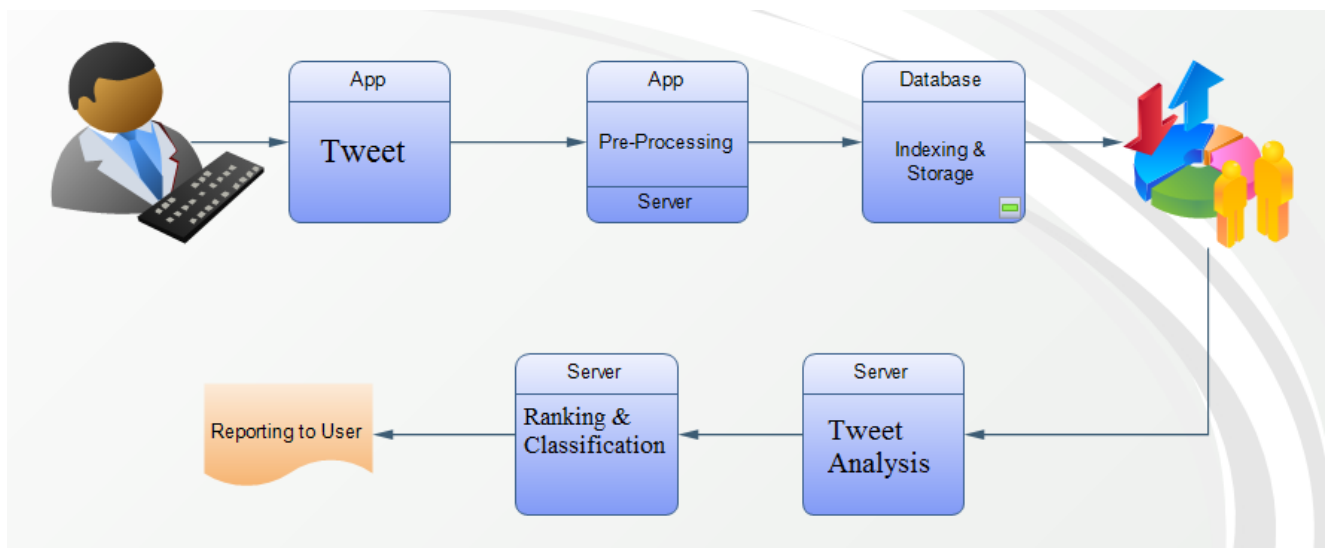 App
Tweet
App
Pre-Processing
Server
Database
Indexing &
Storage
Server
Tweet
Analysis
Server
Ranking &
Classification
Reporting to User